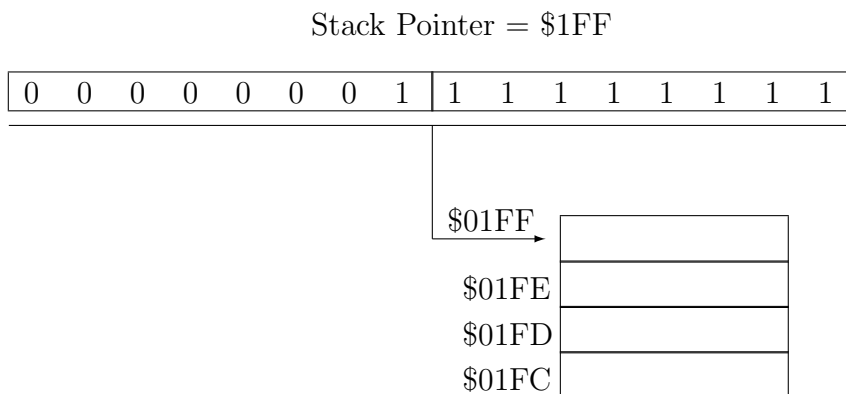 Stack Pointer = $1FF
0 0 0 0 0 0 0 1 1 1 1 1 1 1 1 1
$01FF
$01FE
$01FD
$01FC